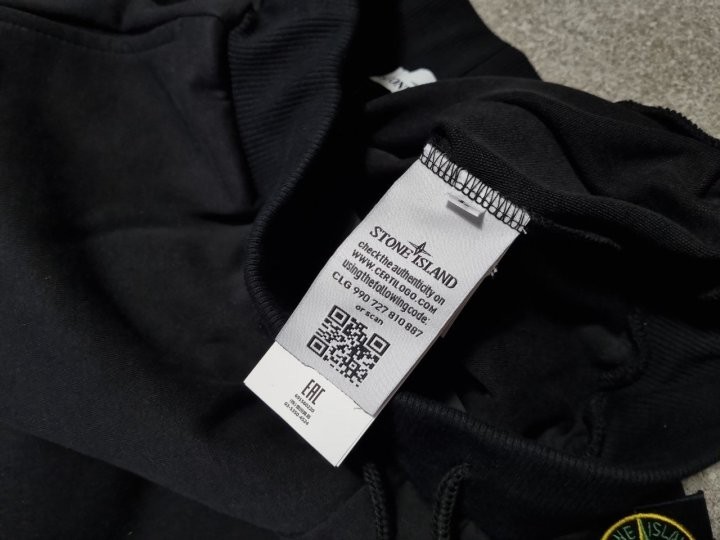 STONE ISLAND
check the authenticity on
WWW.CERTILOGO.COM
using the following code:
CLG 990 727 810 887
or scan
EAC